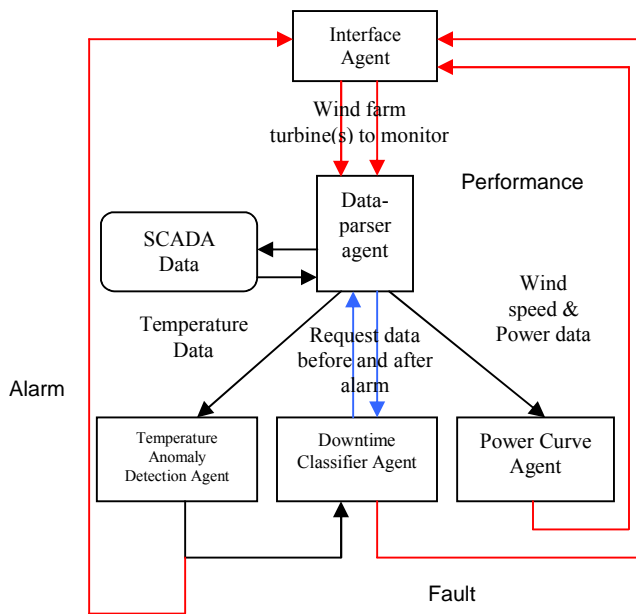 Interface
Agent
Wind farm
turbine(s) to monitor
Performance
Data-
parser
agent
SCADA
Data
Wind
speed &
Power data
Temperature
Data
Request data
before and after
alarm
Alarm
Temperature
Anomaly
Detection Agent
Downtime
Classifier Agent
Power Curve
Agent
Fault